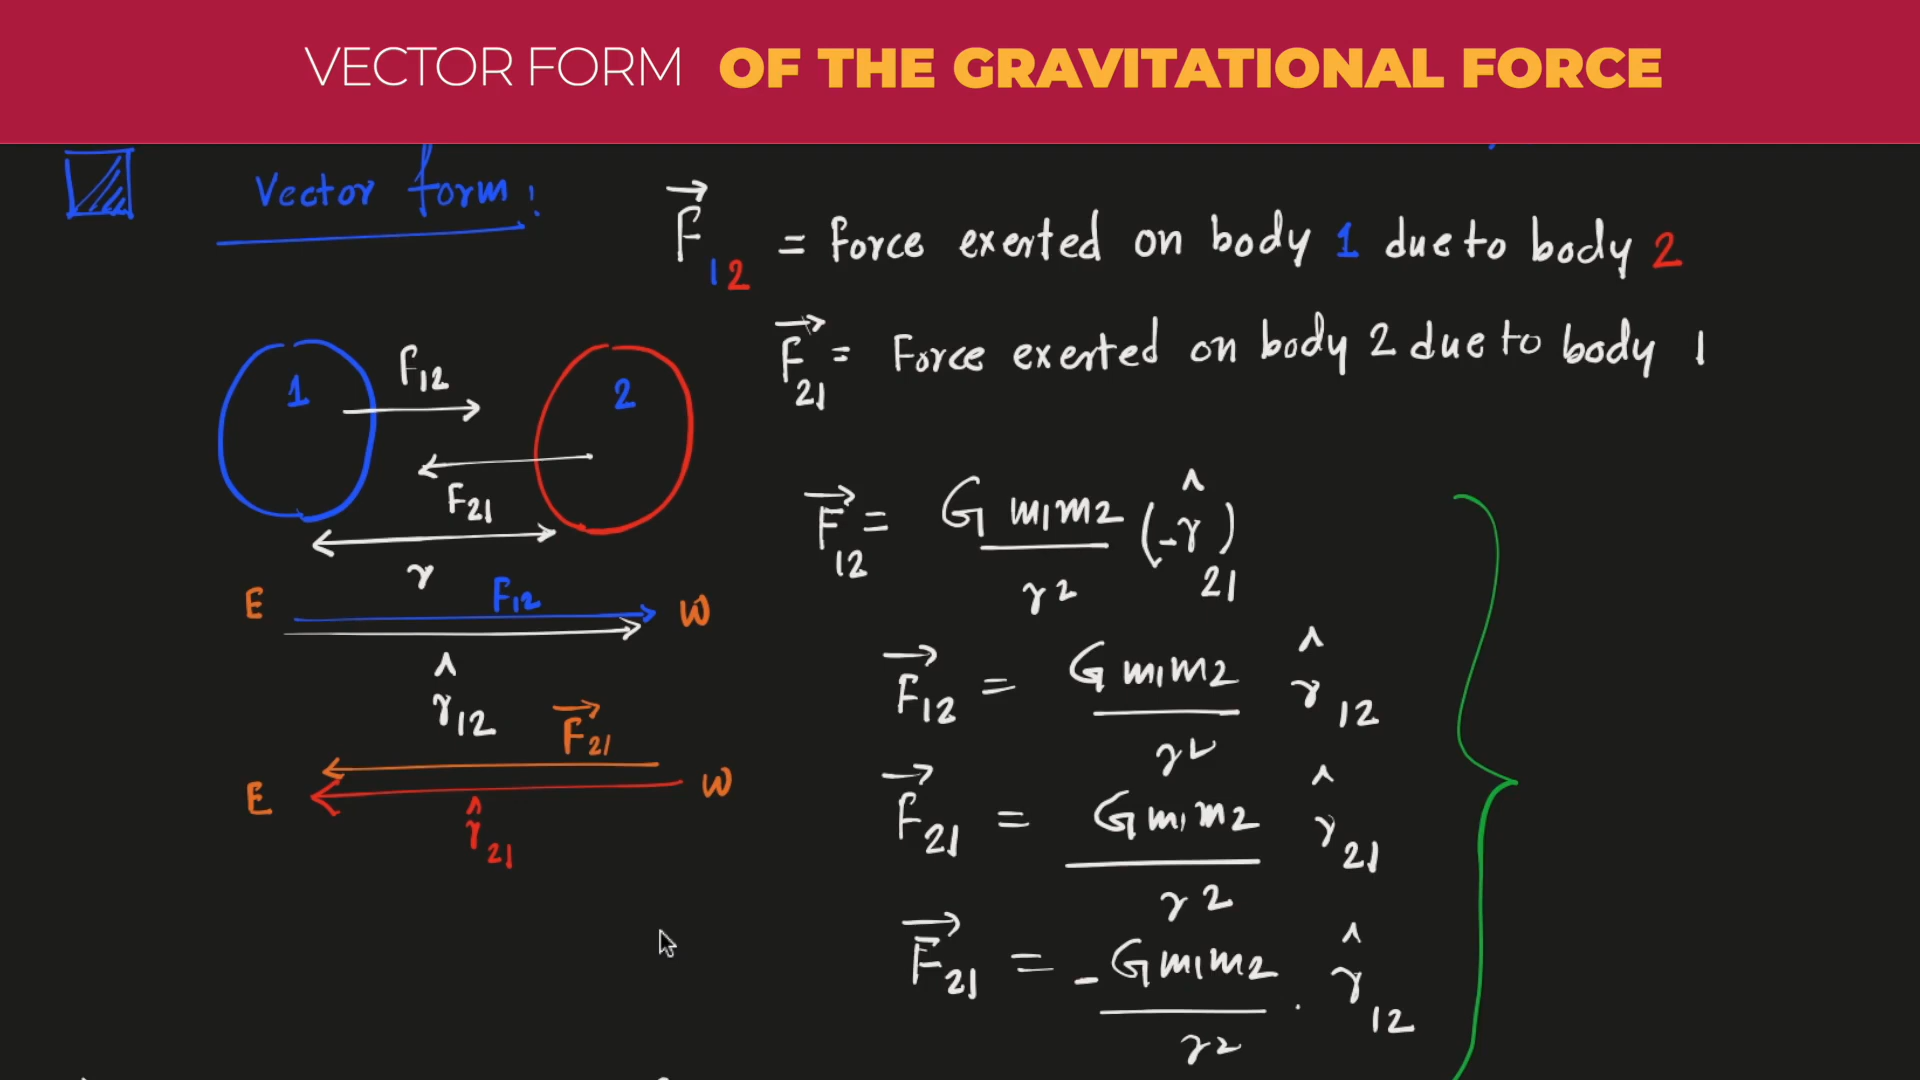 VECTOR FORM OF THE GRAVITATIONAL FORCE
Vector form:
F⃗12 = force exerted on body 1 due to body 2
F⃗21 = Force exerted on body 2 due to body 1
1
F12
2
F21
r
E F12 W
r̂12
F⃗21
E W
r̂21
F⃗12 = G m1m2 / r2 (-r̂21)
F⃗12 = G m1m2 / r2 r̂12
F⃗21 = G m1m2 / r2 r̂21
F⃗21 = - G m1m2 / r2 . r̂12